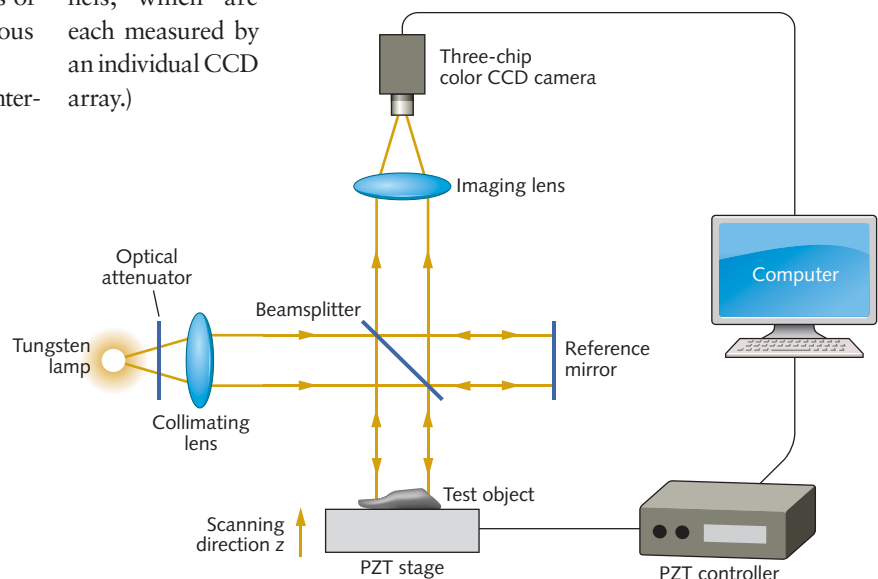 nels, which are
ous
each measured by
an individual CCD
nter-
array.)
Three-chip
color CCD camera
Imaging lens
Optical
attenuator
Beamsplitter
Computer
Tungsten
lamp
Reference
mirror
Collimating
lens
Test object
Scanning
direction z
PZT stage
PZT controller